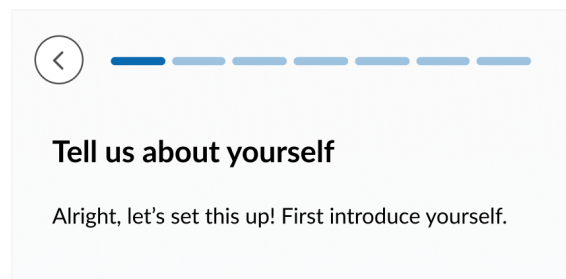 Tell us about yourself
Alright, let’s set this up! First introduce yourself.